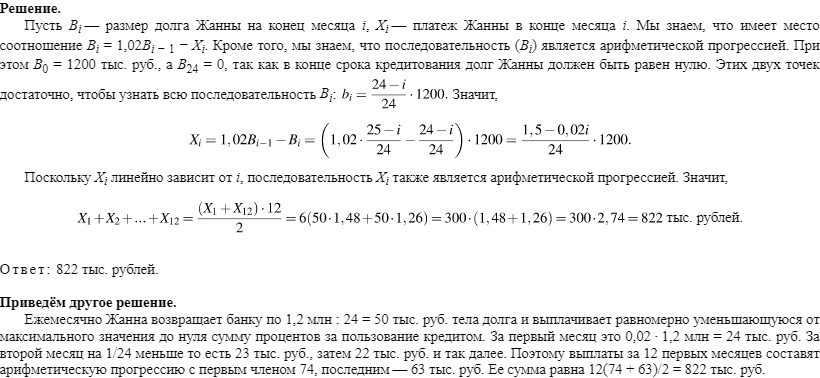 Решение.
Пусть B_i — размер долга Жанны на конец месяца i, X_i — платеж Жанны в конце месяца i. Мы знаем, что имеет место
соотношение B_i = 1,02B_{i − 1} − X_i. Кроме того, мы знаем, что последовательность (B_i) является арифметической прогрессией. При
этом B_0 = 1200 тыс. руб., а B_{24} = 0, так как в конце срока кредитования долг Жанны должен быть равен нулю. Этих двух точек
достаточно, чтобы узнать всю последовательность B_i: b_i = \frac{24 − i}{24} · 1200. Значит,
X_i = 1,02B_{i−1} − B_i = \left(1,02 · \frac{25 − i}{24} − \frac{24 − i}{24}\right) · 1200 = \frac{1,5 − 0,02i}{24} · 1200.
Поскольку X_i линейно зависит от i, последовательность X_i также является арифметической прогрессией. Значит,
X_1 + X_2 + ... + X_{12} = \frac{(X_1 + X_{12}) · 12}{2} = 6(50 · 1,48 + 50 · 1,26) = 300 · (1,48 + 1,26) = 300 · 2,74 = 822 тыс. рублей.
Ответ: 822 тыс. рублей.
Приведём другое решение.
Ежемесячно Жанна возвращает банку по 1,2 млн : 24 = 50 тыс. руб. тела долга и выплачивает равномерно уменьшающуюся от
максимального значения до нуля сумму процентов за пользование кредитом. За первый месяц это 0,02 · 1,2 млн = 24 тыс. руб. За
второй месяц на 1/24 меньше то есть 23 тыс. руб., затем 22 тыс. руб. и так далее. Поэтому выплаты за 12 первых месяцев составят
арифметическую прогрессию с первым членом 74, последним — 63 тыс. руб. Ее сумма равна 12(74 + 63)/2 = 822 тыс. руб.